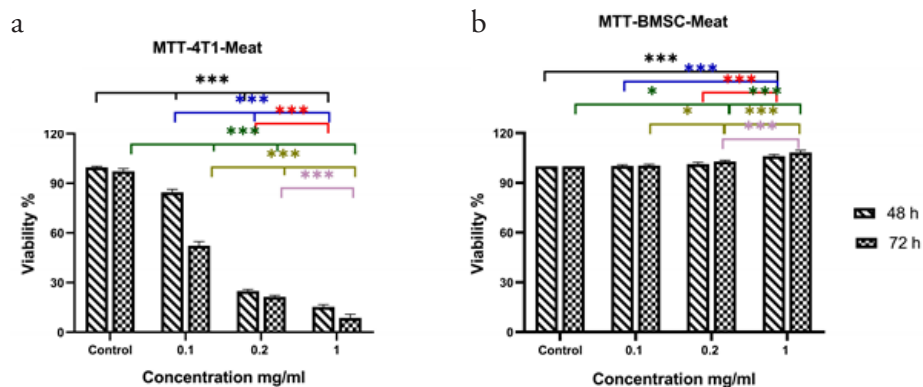 a
MTT-4T1-Meat
***
***
***
***
***
***
Viability %
120
90
60
30
0
Control
0.1
0.2
1
Concentration mg/ml
b
MTT-BMSC-Meat
***
***
***
*
***
*
***
***
Viability %
120
90
60
30
0
Control
0.1
0.2
1
Concentration mg/ml
48 h
72 h